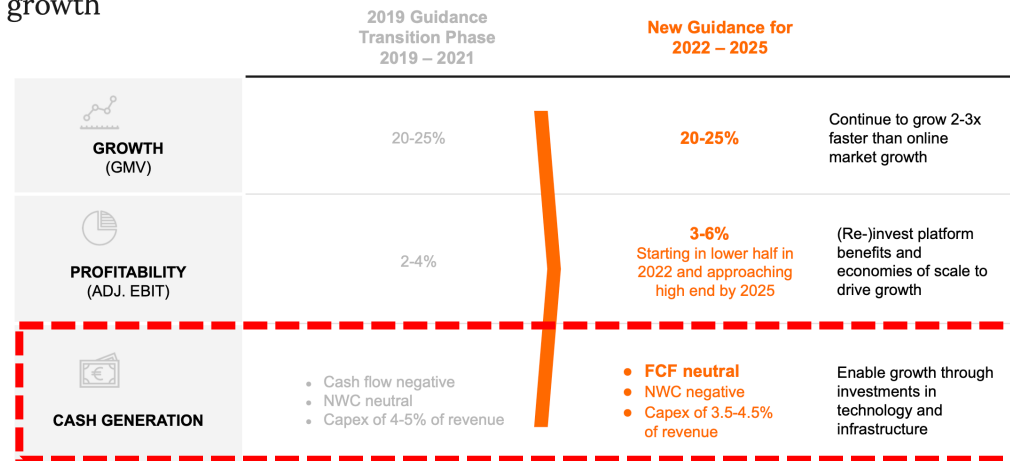 growth
2019 Guidance
Transition Phase
2019 – 2021
New Guidance for
2022 – 2025
GROWTH
(GMV)
20-25%
20-25%
Continue to grow 2-3x
faster than online
market growth
PROFITABILITY
(ADJ. EBIT)
2-4%
3-6%
Starting in lower half in
2022 and approaching
high end by 2025
(Re-)invest platform
benefits and
economies of scale to
drive growth
€
CASH GENERATION
• Cash flow negative
• NWC neutral
• Capex of 4-5% of revenue
• FCF neutral
• NWC negative
• Capex of 3.5-4.5%
of revenue
Enable growth through
investments in
technology and
infrastructure